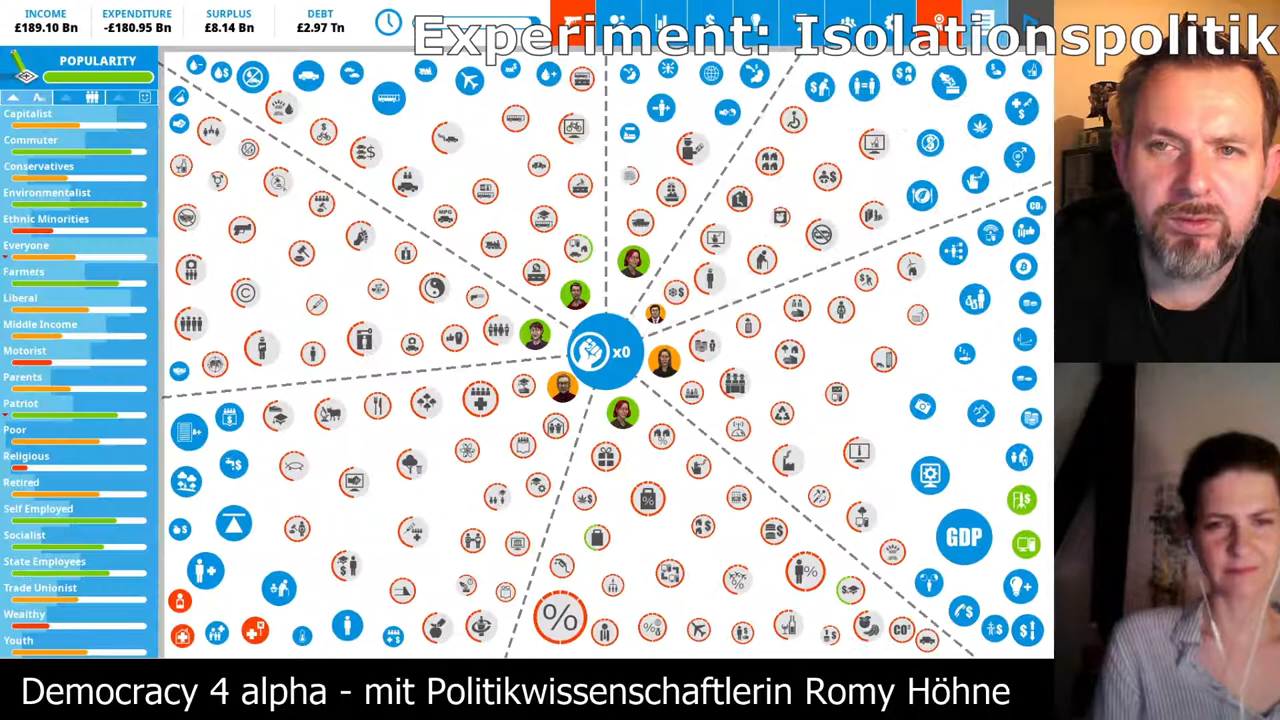 INCOME
£189.10 Bn
EXPENDITURE
-£180.95 Bn
SURPLUS
£8.14 Bn
DEBT
£2.97 Tn
Experiment: Isolationspolitik
POPULARITY
Capitalist
Commuter
Conservatives
Environmentalist
Ethnic Minorities
Everyone
Farmers
Liberal
Middle Income
Motorist
Parents
Patriot
Poor
Religious
Retired
Self Employed
Socialist
State Employees
Trade Unionist
Wealthy
Youth
x0
MPG
GDP
%
CO²
Democracy 4 alpha - mit Politikwissenschaftlerin Romy Höhne